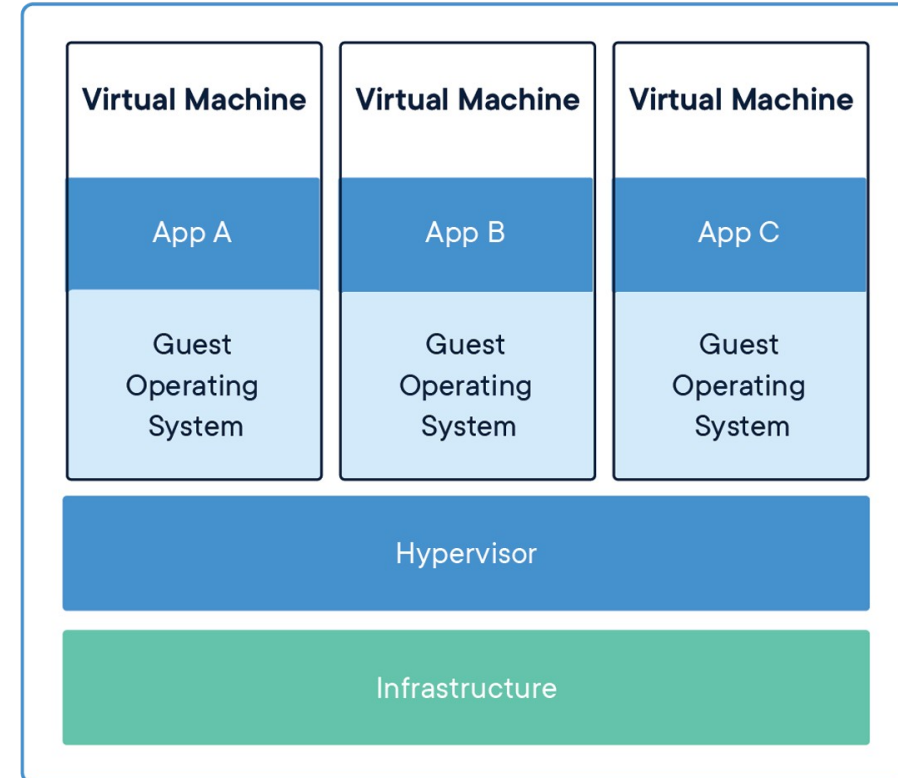 Virtual Machine
Virtual Machine
Virtual Machine
App A
App B
App C
Guest
Operating
System
Guest
Operating
System
Guest
Operating
System
Hypervisor
Infrastructure